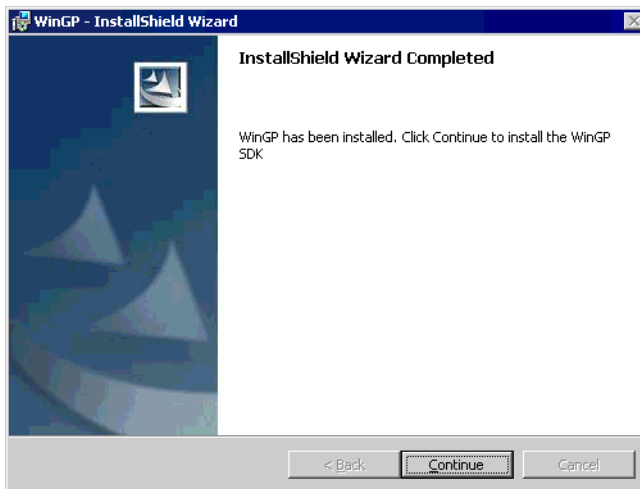 WinGP - InstallShield Wizard
InstallShield Wizard Completed
WinGP has been installed. Click Continue to install the WinGP
SDK
< Back Continue Cancel